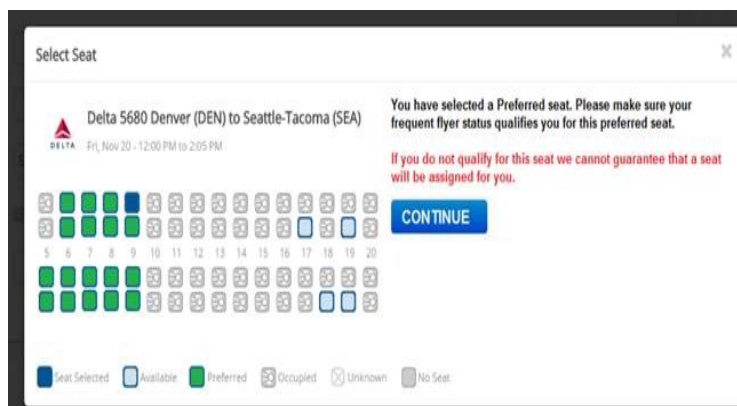 Select Seat
DELTA
Delta 5680 Denver (DEN) to Seattle-Tacoma (SEA)
Fri, Nov 20 - 12:00 PM to 2:05 PM
5 6 7 8 9 10 11 12 13 14 15 16 17 18 19 20
Seat Selected Available Preferred Occupied Unknown No Seat
You have selected a Preferred seat. Please make sure your
frequent flyer status qualifies you for this preferred seat.
If you do not qualify for this seat we cannot guarantee that a seat
will be assigned for you.
CONTINUE